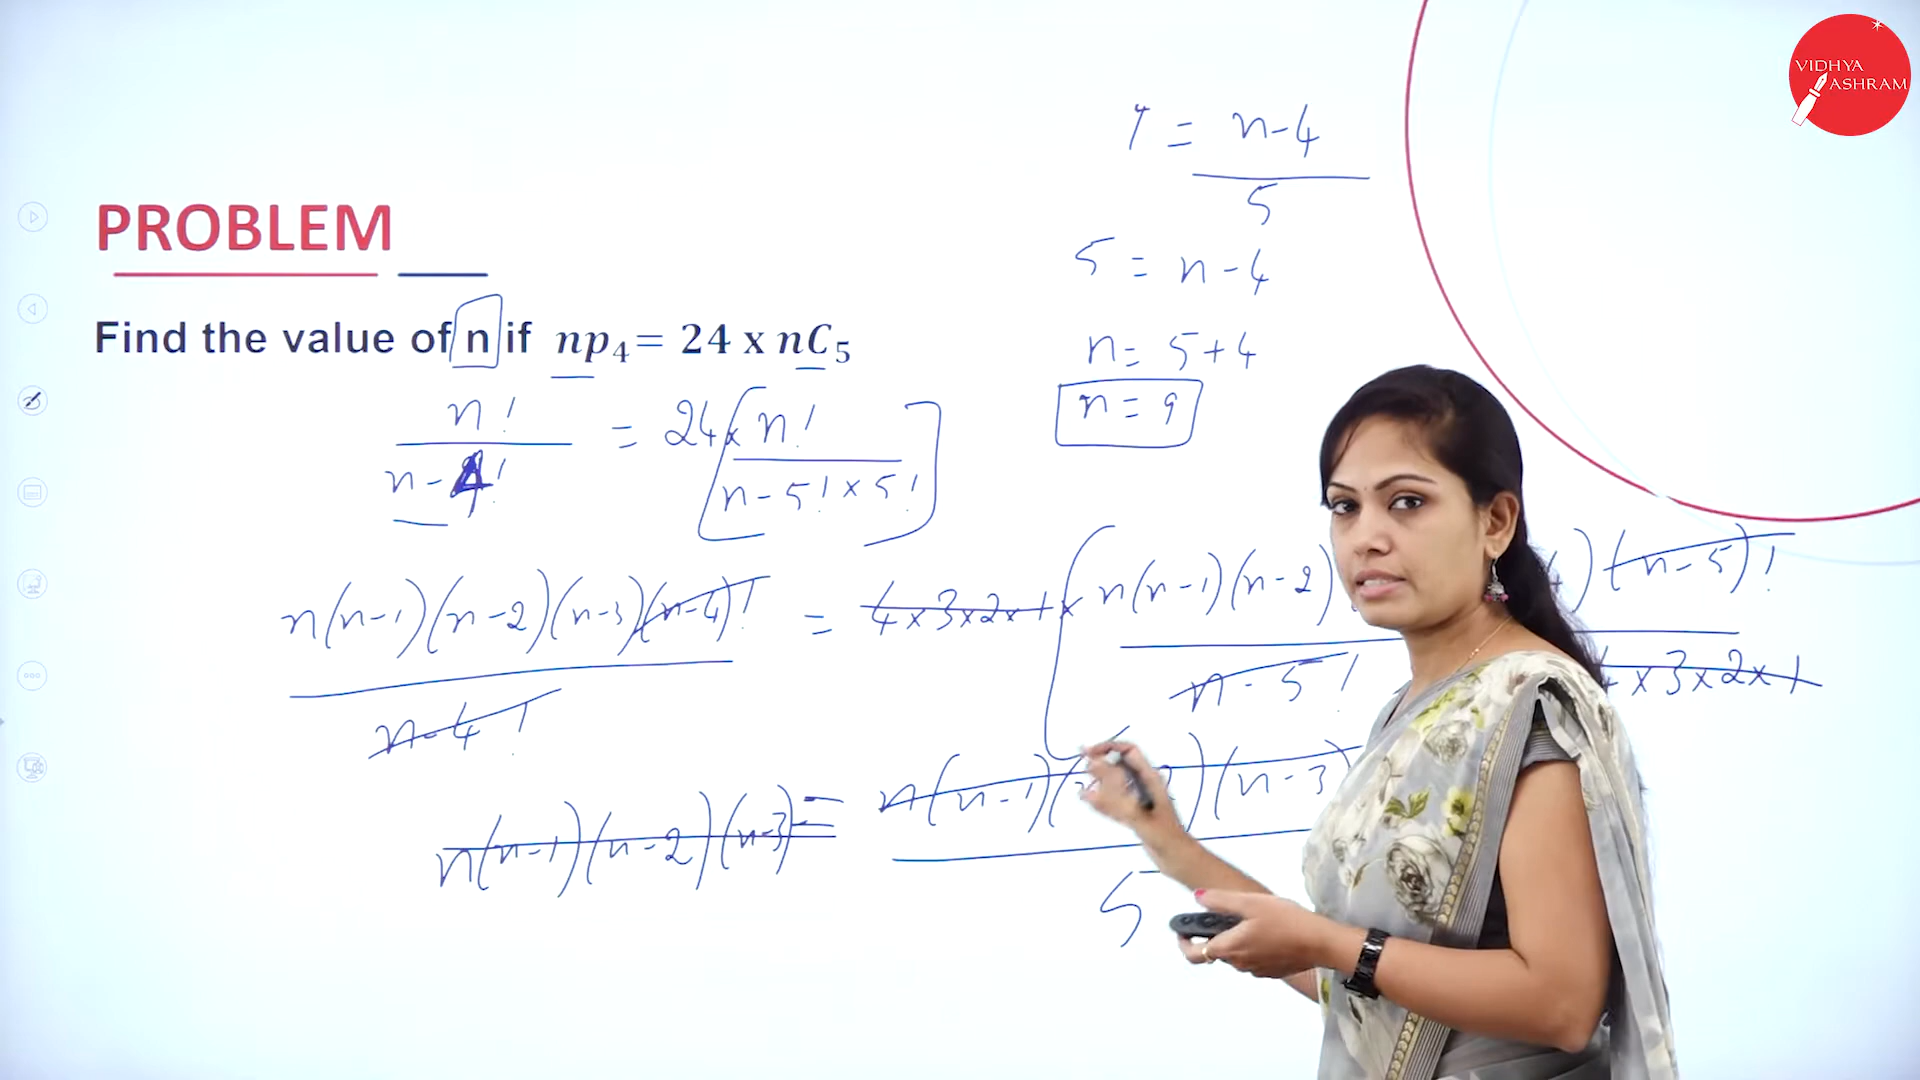 VIDHYA
ASHRAM
PROBLEM
Find the value of n if np₄ = 24 x nC₅
n! = 24 x [ n!
n-4! n-5! x 5! ]
n(n-1)(n-2)(n-3)(n-4)! = 4x3x2x1 x [ n(n-1)(n-2) ) (n-5)!
n-4! n-5! x3x2x1
n(n-1)(n-2)(n-3) = n(n-1) (n-3)
5
1 = n-4
5
5 = n-4
n = 5+4
n = 9